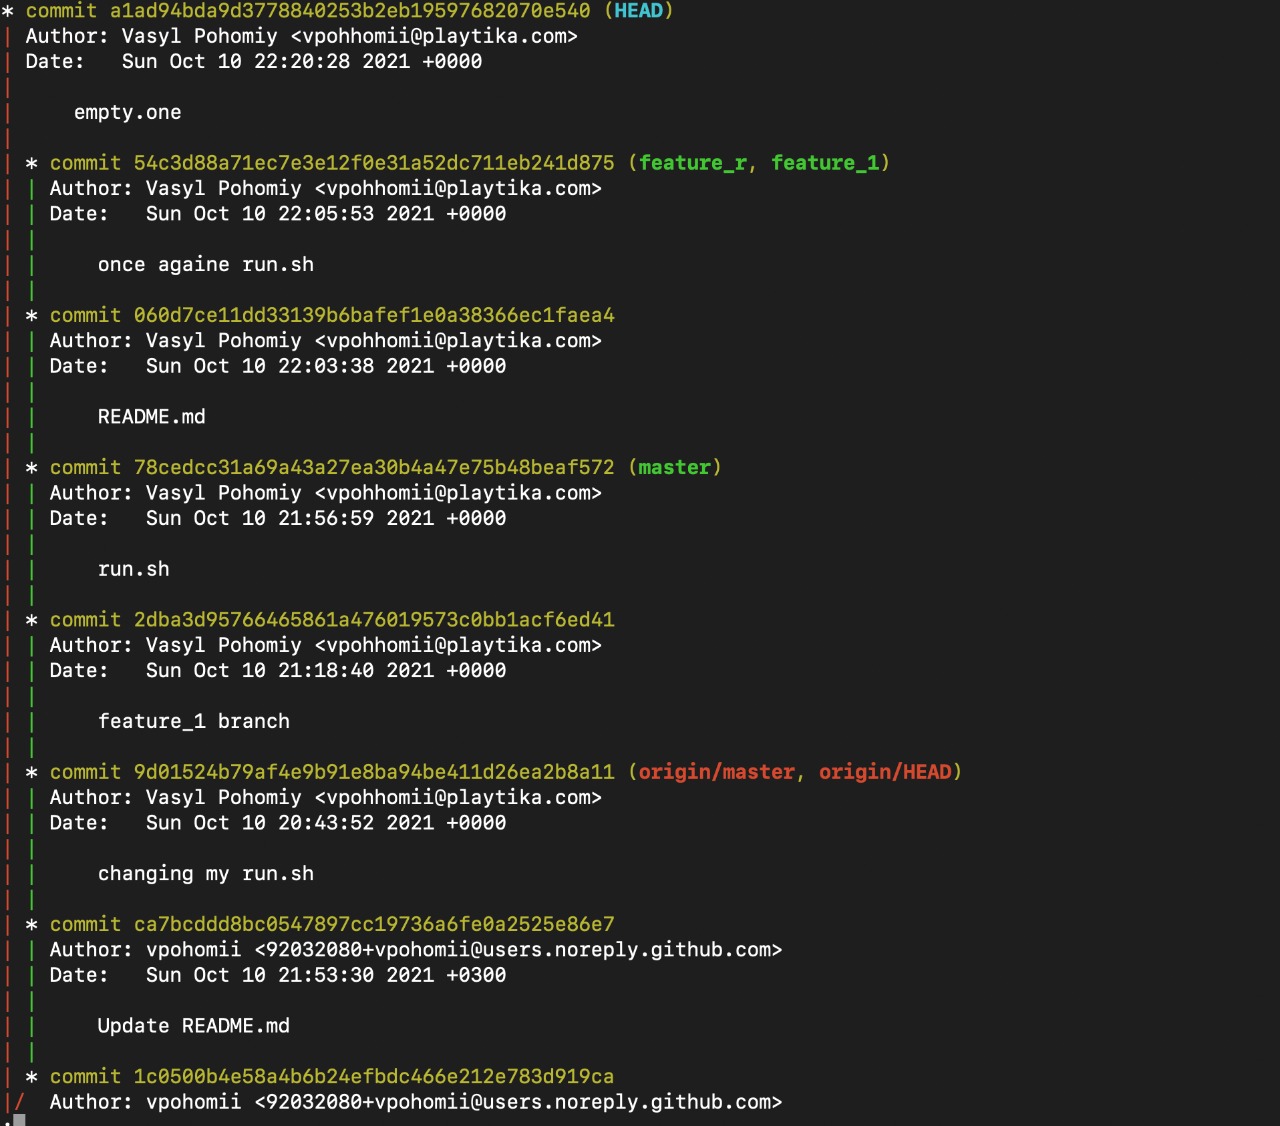 * commit a1ad94bda9d3778840253b2eb19597682070e540 (HEAD)
| Author: Vasyl Pohomiy <vpohhomii@playtika.com>
| Date:   Sun Oct 10 22:20:28 2021 +0000
|
|     empty.one
|
| * commit 54c3d88a71ec7e3e12f0e31a52dc711eb241d875 (feature_r, feature_1)
| | Author: Vasyl Pohomiy <vpohhomii@playtika.com>
| | Date:   Sun Oct 10 22:05:53 2021 +0000
| |
| |     once againe run.sh
| |
| * commit 060d7ce11dd33139b6bafef1e0a38366ec1faea4
| | Author: Vasyl Pohomiy <vpohhomii@playtika.com>
| | Date:   Sun Oct 10 22:03:38 2021 +0000
| |
| |     README.md
| |
| * commit 78cedcc31a69a43a27ea30b4a47e75b48beaf572 (master)
| | Author: Vasyl Pohomiy <vpohhomii@playtika.com>
| | Date:   Sun Oct 10 21:56:59 2021 +0000
| |
| |     run.sh
| |
| * commit 2dba3d95766465861a476019573c0bb1acf6ed41
| | Author: Vasyl Pohomiy <vpohhomii@playtika.com>
| | Date:   Sun Oct 10 21:18:40 2021 +0000
| |
| |     feature_1 branch
| |
| * commit 9d01524b79af4e9b91e8ba94be411d26ea2b8a11 (origin/master, origin/HEAD)
| | Author: Vasyl Pohomiy <vpohhomii@playtika.com>
| | Date:   Sun Oct 10 20:43:52 2021 +0000
| |
| |     changing my run.sh
| |
| * commit ca7bcddd8bc0547897cc19736a6fe0a2525e86e7
| | Author: vpohomii <92032080+vpohomii@users.noreply.github.com>
| | Date:   Sun Oct 10 21:53:30 2021 +0300
| |
| |     Update README.md
| |
| * commit 1c0500b4e58a4b6b24efbdc466e212e783d919ca
|/  Author: vpohomii <92032080+vpohomii@users.noreply.github.com>
: